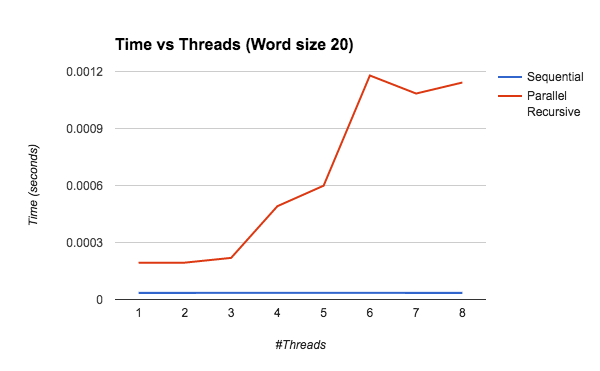 Time vs Threads (Word size 20)
0.0012
0.0009
0.0006
0.0003
0
Time (seconds)
1 2 3 4 5 6 7 8
#Threads
Sequential
Parallel
Recursive